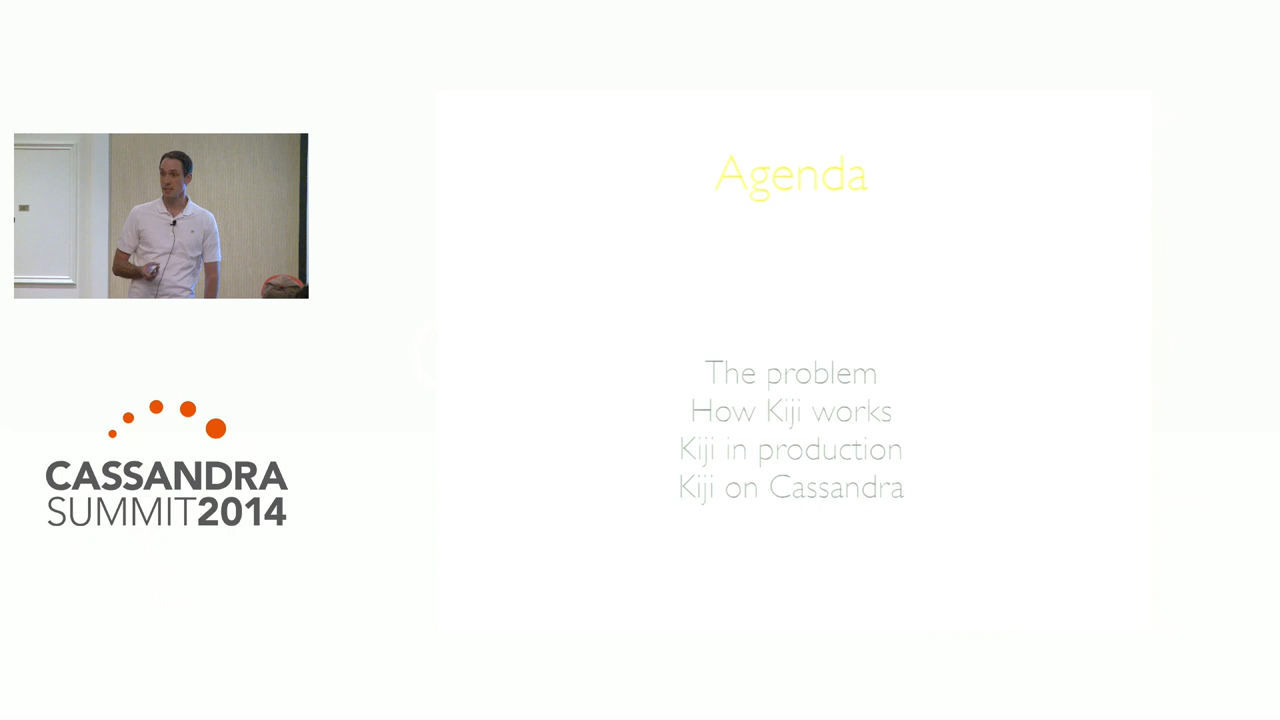 Agenda
The problem
How Kiji works
Kiji in production
Kiji on Cassandra
CASSANDRA
SUMMIT2014